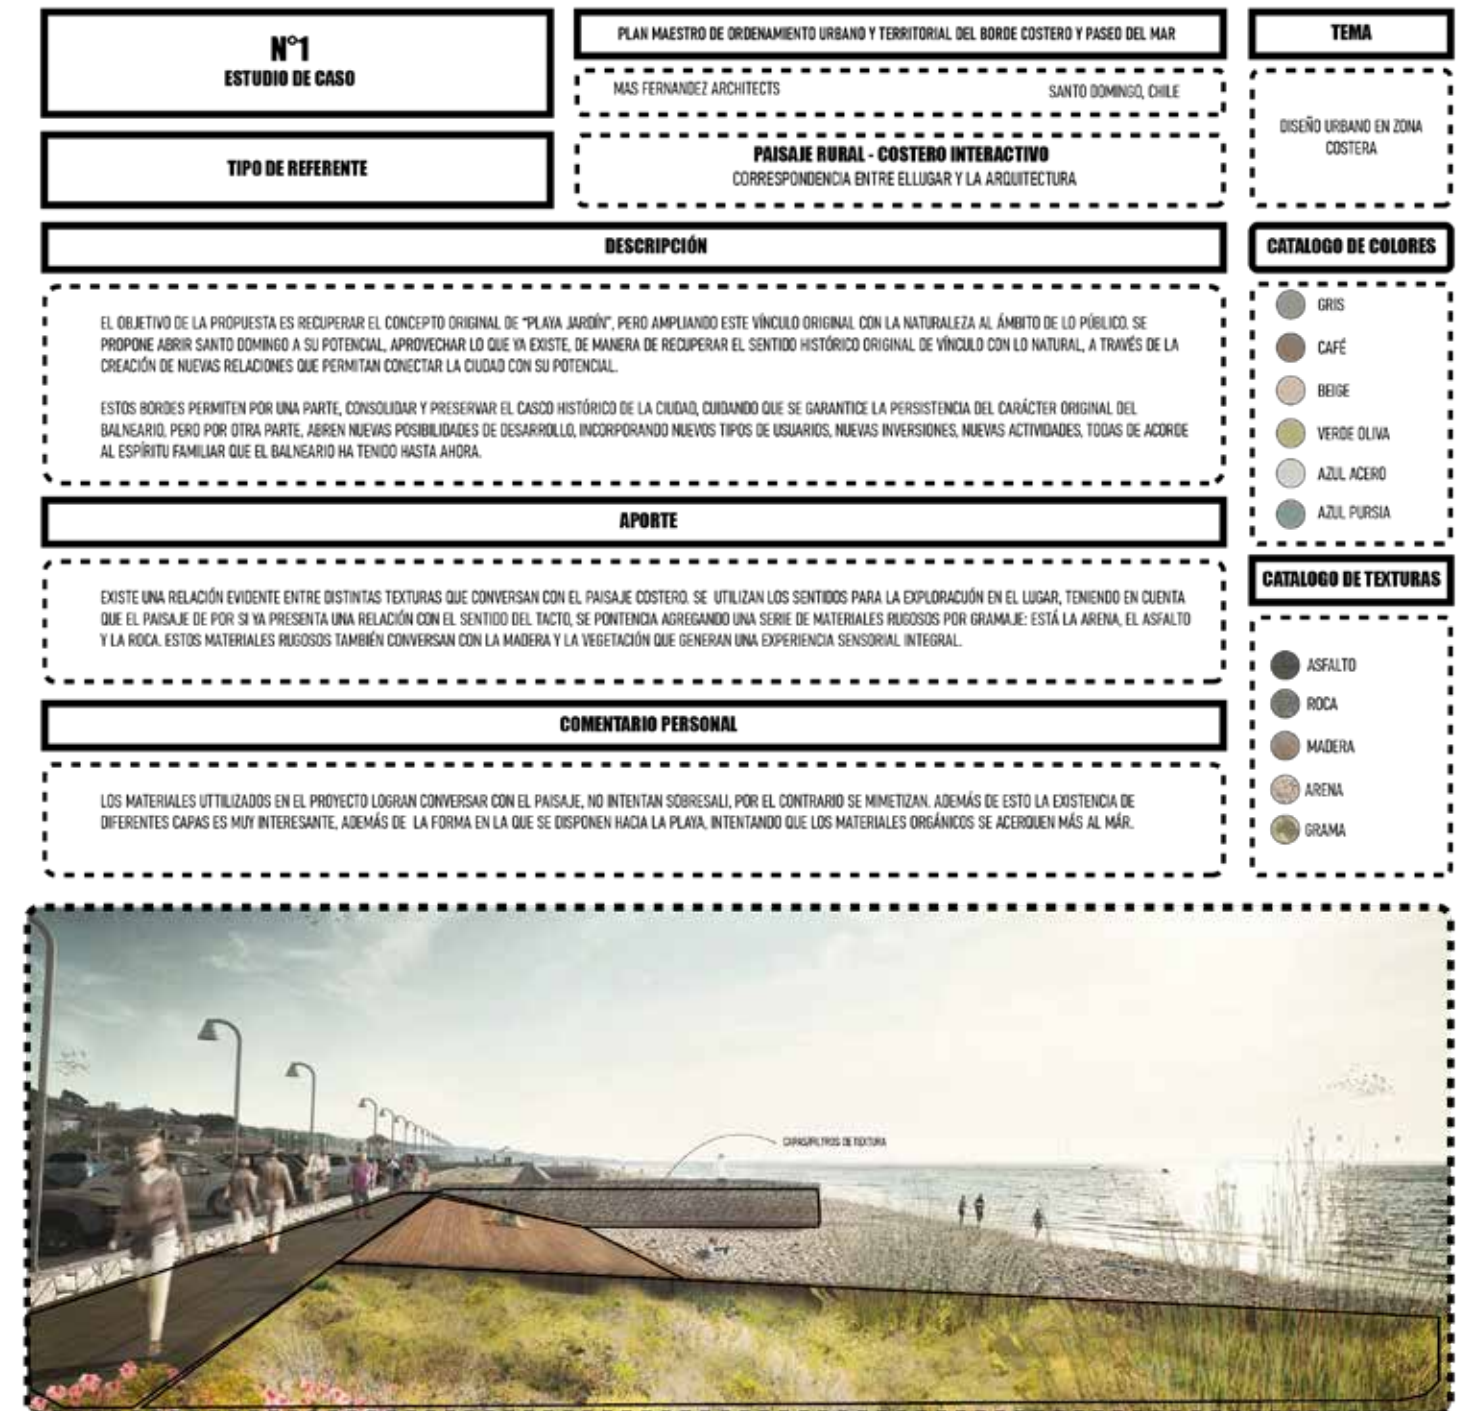 N°1
ESTUDIO DE CASO
PLAN MAESTRO DE ORDENAMIENTO URBANO Y TERRITORIAL DEL BORDE COSTERO Y PASEO DEL MAR
MAS FERNANDEZ ARCHITECTS
SANTO DOMINGO, CHILE
TEMA
DISEÑO URBANO EN ZONA
COSTERA
TIPO DE REFERENTE
PAISAJE RURAL - COSTERO INTERACTIVO
CORRESPONDENCIA ENTRE ELLUGAR Y LA ARQUITECTURA
DESCRIPCIÓN
EL OBJETIVO DE LA PROPUESTA ES RECUPERAR EL CONCEPTO ORIGINAL DE “PLAYA JARDÍN”, PERO AMPLIANDO ESTE VÍNCULO ORIGINAL CON LA NATURALEZA AL ÁMBITO DE LO PÚBLICO. SE
PROPONE ABRIR SANTO DOMINGO A SU POTENCIAL, APROVECHAR LO QUE YA EXISTE, DE MANERA DE RECUPERAR EL SENTIDO HISTÓRICO ORIGINAL DE VÍNCULO CON LO NATURAL, A TRAVÉS DE LA
CREACIÓN DE NUEVAS RELACIONES QUE PERMITAN CONECTAR LA CIUDAD CON SU POTENCIAL.
ESTOS BORDES PERMITEN POR UNA PARTE, CONSOLIDAR Y PRESERVAR EL CASCO HISTÓRICO DE LA CIUDAD, CUIDANDO QUE SE GARANTICE LA PERSISTENCIA DEL CARÁCTER ORIGINAL DEL
BALNEARIO, PERO POR OTRA PARTE, ABREN NUEVAS POSIBILIDADES DE DESARROLLO, INCORPORANDO NUEVOS TIPOS DE USUARIOS, NUEVAS INVERSIONES, NUEVAS ACTIVIDADES, TODAS DE ACORDE
AL ESPÍRITU FAMILIAR QUE EL BALNEARIO HA TENIDO HASTA AHORA.
APORTE
EXISTE UNA RELACIÓN EVIDENTE ENTRE DISTINTAS TEXTURAS QUE CONVERSAN CON EL PAISAJE COSTERO. SE UTILIZAN LOS SENTIDOS PARA LA EXPLORACUÓN EN EL LUGAR, TENIENDO EN CUENTA
QUE EL PAISAJE DE POR SI YA PRESENTA UNA RELACIÓN CON EL SENTIDO DEL TACTO, SE PONTENCIA AGREGANDO UNA SERIE DE MATERIALES RUGOSOS POR GRAMAJE: ESTÁ LA ARENA, EL ASFALTO
Y LA ROCA. ESTOS MATERIALES RUGOSOS TAMBIÉN CONVERSAN CON LA MADERA Y LA VEGETACIÓN QUE GENERAN UNA EXPERIENCIA SENSORIAL INTEGRAL.
COMENTARIO PERSONAL
LOS MATERIALES UTTILIZADOS EN EL PROYECTO LOGRAN CONVERSAR CON EL PAISAJE, NO INTENTAN SOBRESALI, POR EL CONTRARIO SE MIMETIZAN. ADEMÁS DE ESTO LA EXISTENCIA DE
DIFERENTES CAPAS ES MUY INTERESANTE, ADEMÁS DE LA FORMA EN LA QUE SE DISPONEN HACIA LA PLAYA, INTENTANDO QUE LOS MATERIALES ORGÁNICOS SE ACERQUEN MÁS AL MÁR.
CATALOGO DE COLORES
GRIS
CAFÉ
BEIGE
VERDE OLIVA
AZUL ACERO
AZUL PURSIA
CATALOGO DE TEXTURAS
ASFALTO
ROCA
MADERA
ARENA
GRAMA
CAPAS/FILTROS DE TEXTURA